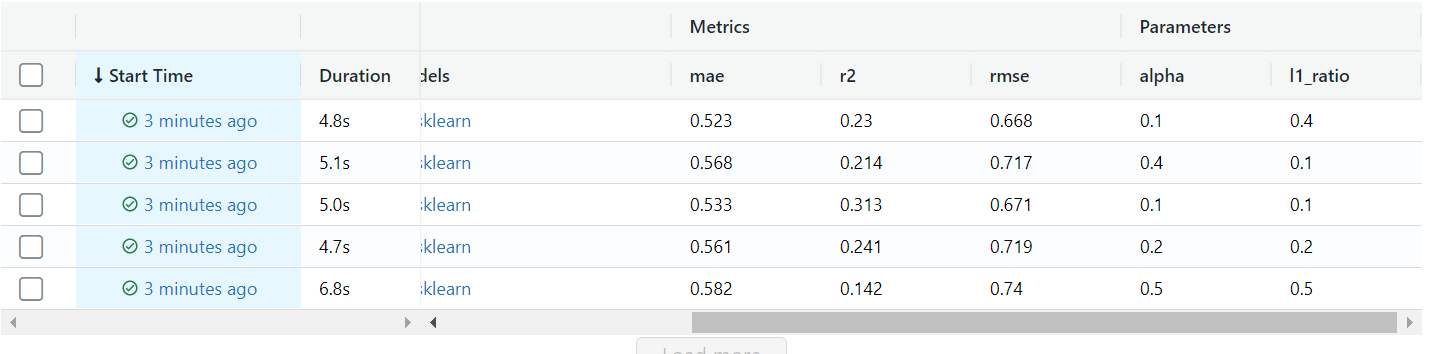 Metrics Parameters
Start Time Duration dels mae r2 rmse alpha l1_ratio
3 minutes ago 4.8s sklearn 0.523 0.23 0.668 0.1 0.4
3 minutes ago 5.1s sklearn 0.568 0.214 0.717 0.4 0.1
3 minutes ago 5.0s sklearn 0.533 0.313 0.671 0.1 0.1
3 minutes ago 4.7s sklearn 0.561 0.241 0.719 0.2 0.2
3 minutes ago 6.8s sklearn 0.582 0.142 0.74 0.5 0.5
Load more